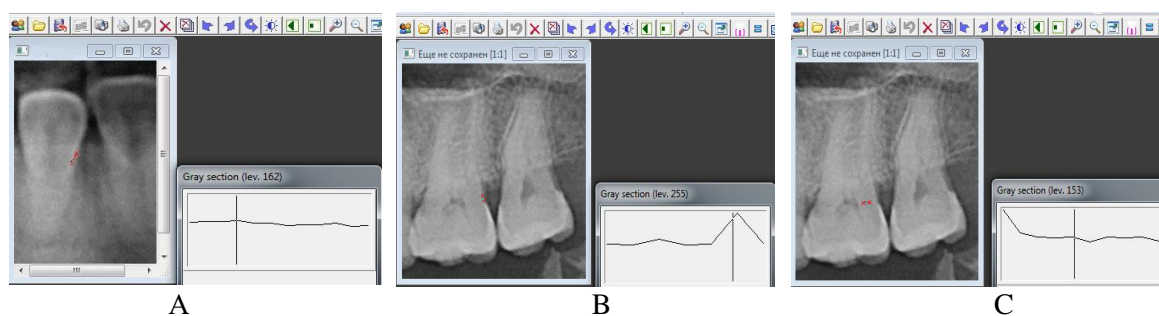 Еще не сохранен [1:1]
Еще не сохранен [1:1]
Gray section (lev. 162)
Gray section (lev. 255)
Gray section (lev. 153)
A
B
C